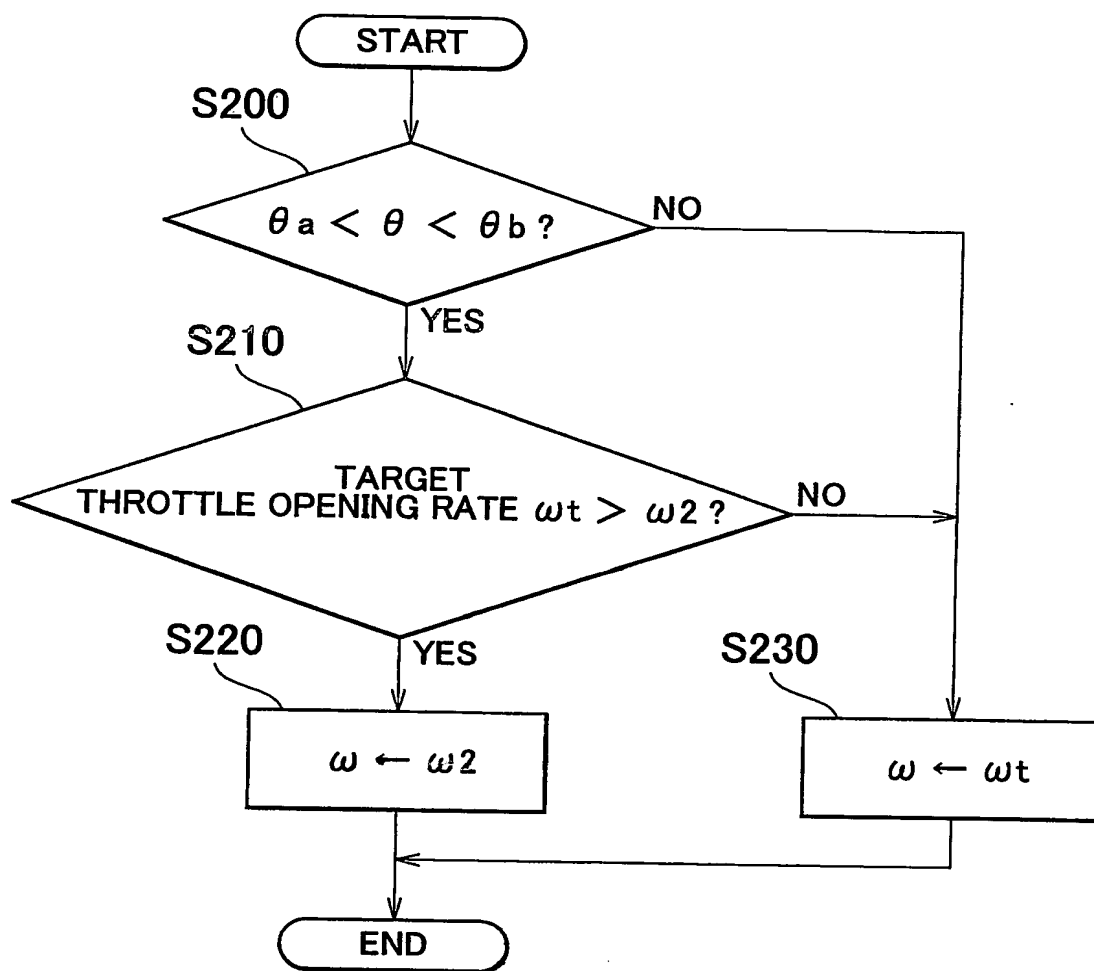 START
S200
θa < θ < θb?
NO
YES
S210
TARGET
THROTTLE OPENING RATE ωt > ω2?
NO
YES
S220
S230
ω ← ω2
ω ← ωt
END